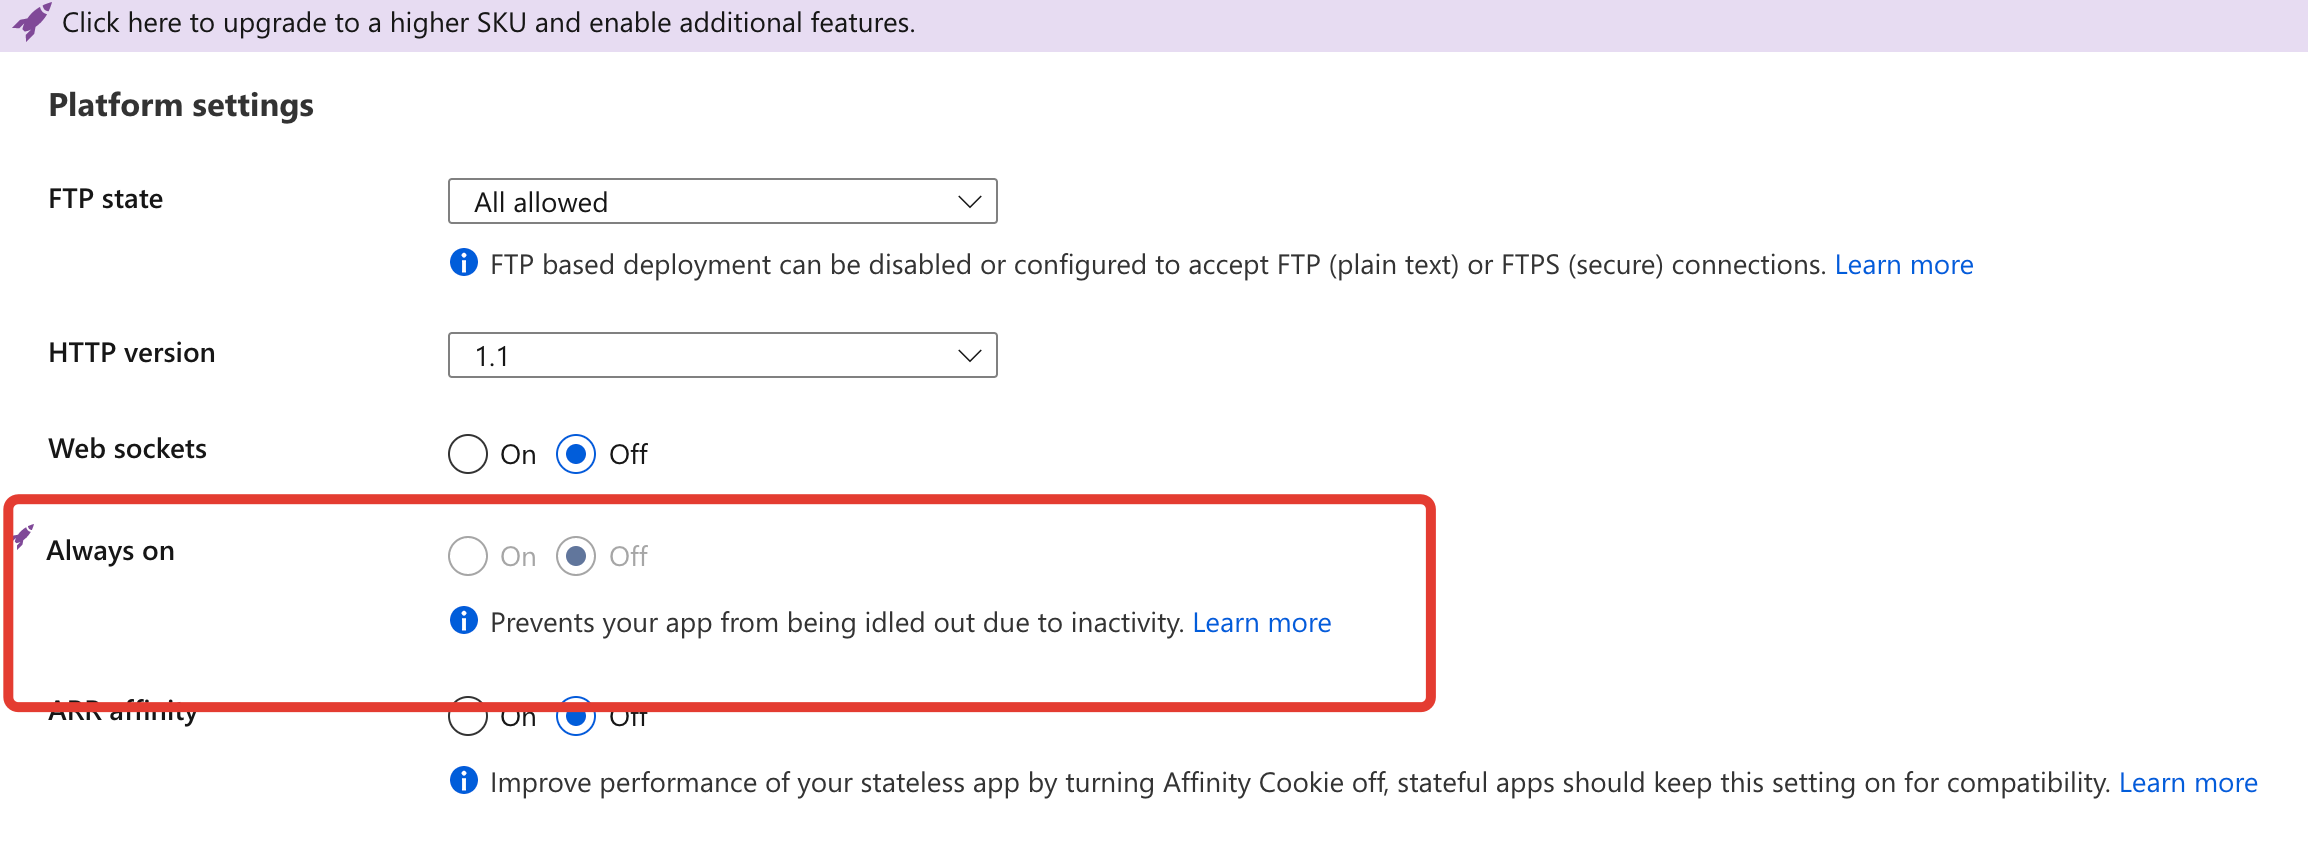 Click here to upgrade to a higher SKU and enable additional features.
Platform settings
FTP state
All allowed
FTP based deployment can be disabled or configured to accept FTP (plain text) or FTPS (secure) connections. Learn more
HTTP version
1.1
Web sockets
On Off
Always on
On Off
Prevents your app from being idled out due to inactivity. Learn more
ARR affinity
On Off
Improve performance of your stateless app by turning Affinity Cookie off, stateful apps should keep this setting on for compatibility. Learn more